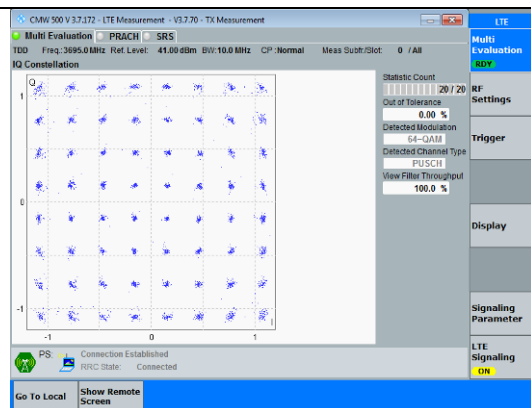 CMW 500 V 3.7.172 - LTE Measurement - V3.7.70 - TX Measurement
LTE
Multi Evaluation PRACH SRS
Multi Evaluation
RDY
TDD Freq.:3695.0 MHz Ref. Level: 41.00 dBm BW:10.0 MHz CP :Normal Meas Subfr./Slot: 0 / All
IQ Constellation
Q
1
0
-1
I
-1 0 1
Statistic Count
20 / 20
Out of Tolerance
0.00 %
Detected Modulation
64-QAM
Detected Channel Type
PUSCH
View Filter Throughput
100.0 %
RF Settings
Trigger
Display
Signaling Parameter
LTE Signaling
ON
PS: Connection Established
RRC State: Connected
Go To Local
Show Remote Screen